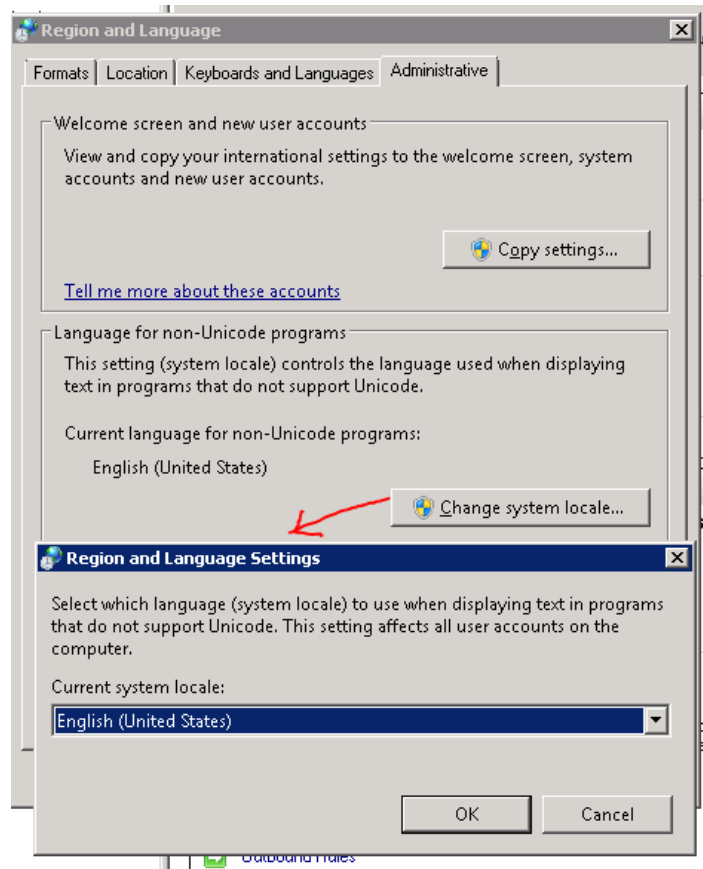 Region and Language
Formats Location Keyboards and Languages Administrative
Welcome screen and new user accounts
View and copy your international settings to the welcome screen, system
accounts and new user accounts.
Copy settings...
Tell me more about these accounts
Language for non-Unicode programs
This setting (system locale) controls the language used when displaying
text in programs that do not support Unicode.
Current language for non-Unicode programs:
English (United States)
Change system locale...
Region and Language Settings
Select which language (system locale) to use when displaying text in programs
that do not support Unicode. This setting affects all user accounts on the
computer.
Current system locale:
English (United States)
OK Cancel
Outbound Rules